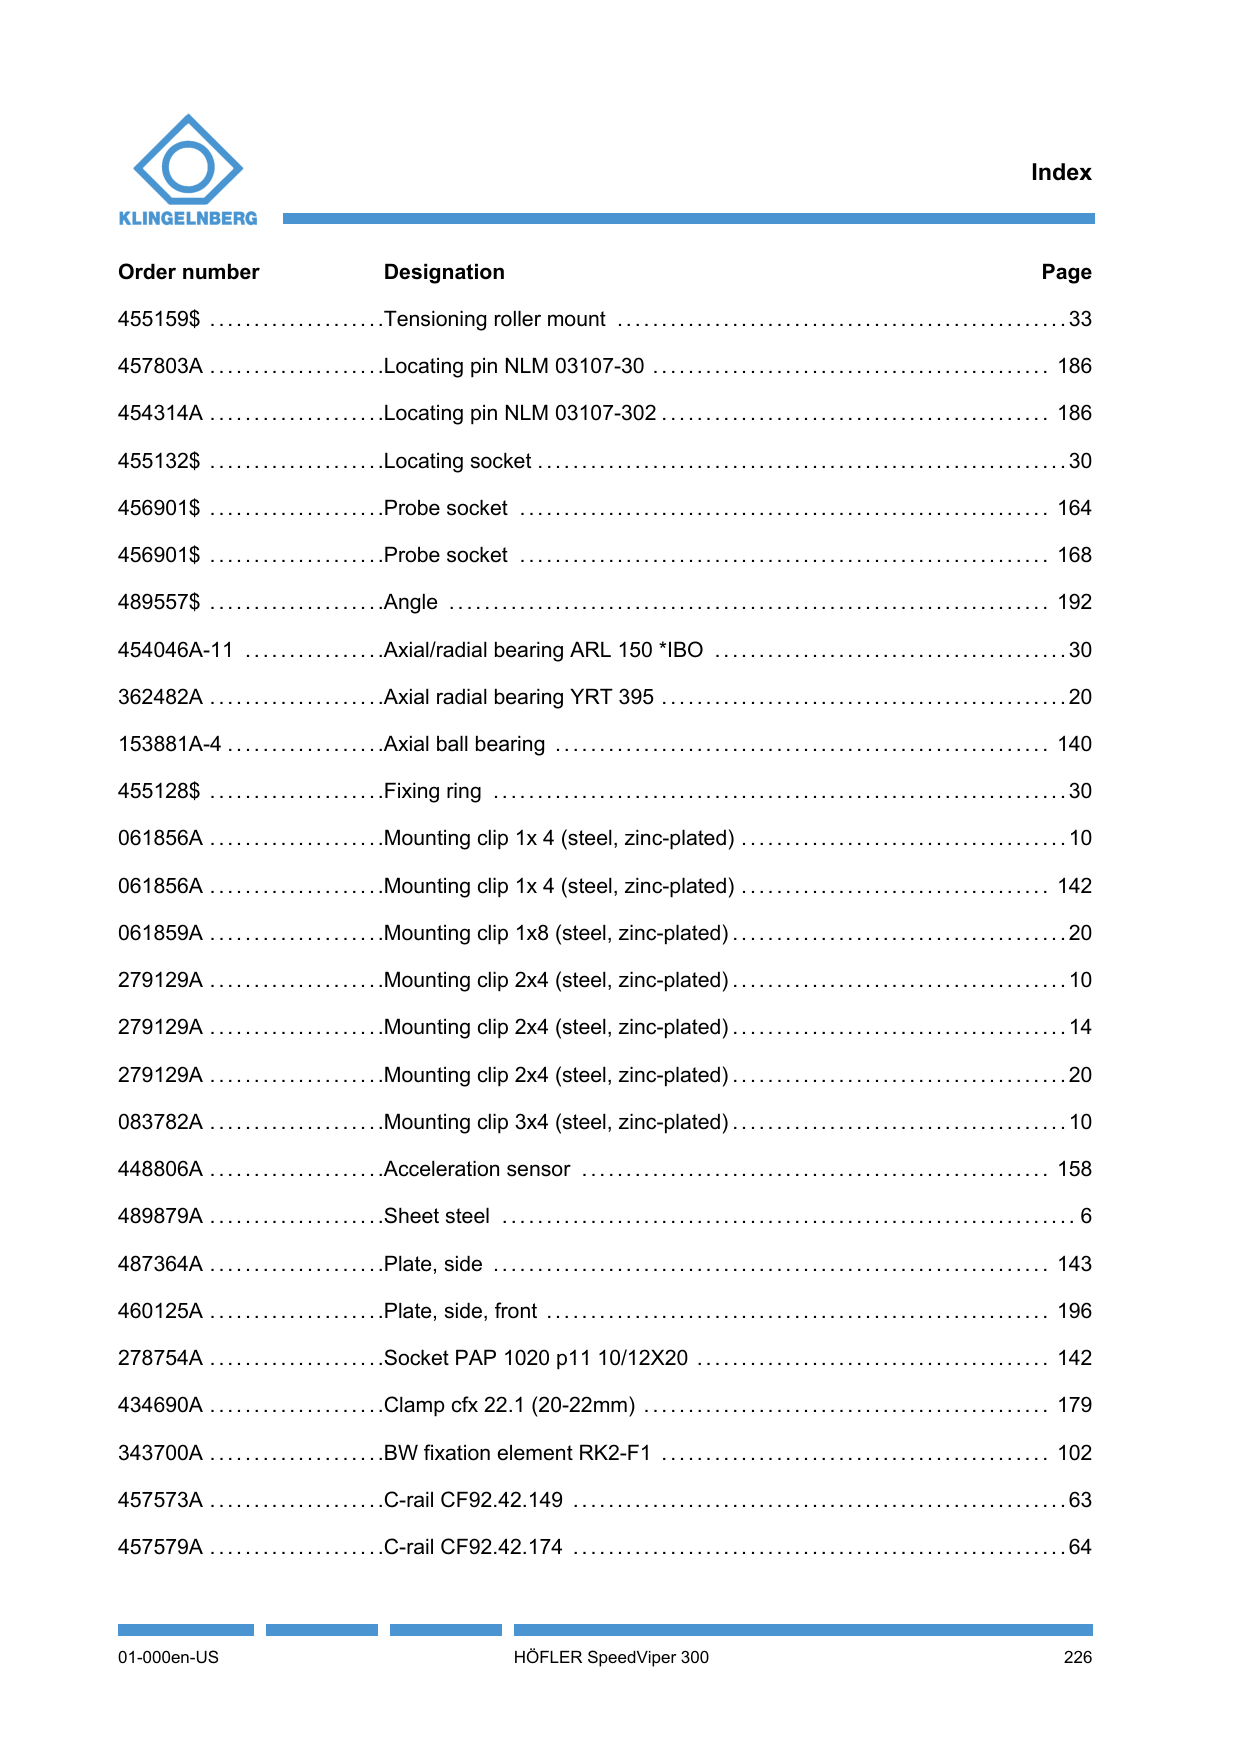 KLINGELNBERG
Index
Order number Designation Page
455159$ ....................Tensioning roller mount ...................................................33
457803A ....................Locating pin NLM 03107-30 ............................................. 186
454314A ....................Locating pin NLM 03107-302 ............................................ 186
455132$ ....................Locating socket ............................................................30
456901$ ....................Probe socket ............................................................ 164
456901$ ....................Probe socket ............................................................ 168
489557$ ....................Angle .................................................................... 192
454046A-11 ................Axial/radial bearing ARL 150 *IBO ........................................30
362482A ....................Axial radial bearing YRT 395 ..............................................20
153881A-4 ..................Axial ball bearing ........................................................ 140
455128$ ....................Fixing ring .................................................................30
061856A ....................Mounting clip 1x 4 (steel, zinc-plated) .....................................10
061856A ....................Mounting clip 1x 4 (steel, zinc-plated) ................................... 142
061859A ....................Mounting clip 1x8 (steel, zinc-plated) ......................................20
279129A ....................Mounting clip 2x4 (steel, zinc-plated) ......................................10
279129A ....................Mounting clip 2x4 (steel, zinc-plated) ......................................14
279129A ....................Mounting clip 2x4 (steel, zinc-plated) ......................................20
083782A ....................Mounting clip 3x4 (steel, zinc-plated) ......................................10
448806A ....................Acceleration sensor ..................................................... 158
489879A ....................Sheet steel ................................................................. 6
487364A ....................Plate, side ............................................................... 143
460125A ....................Plate, side, front ......................................................... 196
278754A ....................Socket PAP 1020 p11 10/12X20 ........................................ 142
434690A ....................Clamp cfx 22.1 (20-22mm) .............................................. 179
343700A ....................BW fixation element RK2-F1 ............................................ 102
457573A ....................C-rail CF92.42.149 ........................................................63
457579A ....................C-rail CF92.42.174 ........................................................64
01-000en-US HÖFLER SpeedViper 300 226